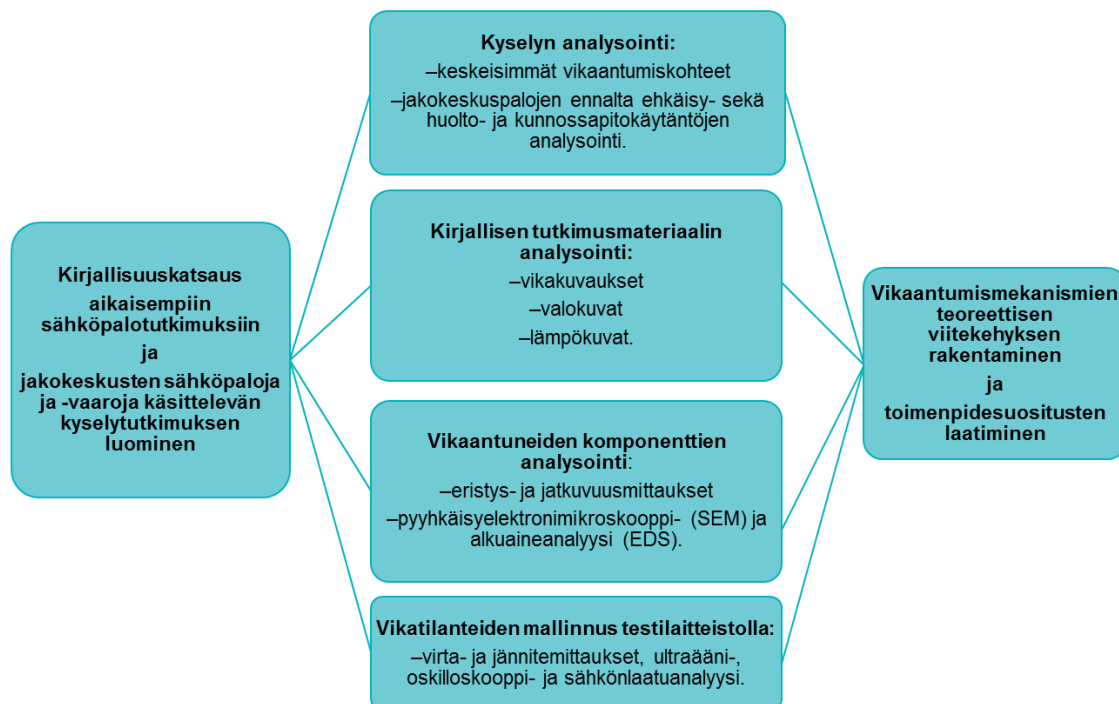 Kirjallisuuskatsaus
aikaisempiin
sähköpalotutkimuksiin
ja
jakokeskusten sähköpaloja
ja -vaaroja käsittelevän
kyselytutkimuksen
luominen
Kyselyn analysointi:
–keskeisimmät vikaantumiskohteet
–jakokeskuspalojen ennalta ehkäisy- sekä
huolto- ja kunnossapitokäytäntöjen
analysointi.
Kirjallisen tutkimusmateriaalin
analysointi:
–vikakuvaukset
–valokuvat
–lämpökuvat.
Vikaantuneiden komponenttien
analysointi:
–eristys- ja jatkuvuusmittaukset
–pyyhkäisyelektronimikroskooppi- (SEM) ja
alkuaineanalyysi (EDS).
Vikatilanteiden mallinnus testilaitteistolla:
–virta- ja jännitemittaukset, ultraääni-,
oskilloskooppi- ja sähkönlaatuanalyysi.
Vikaantumismekanismien
teoreettisen
viitekehyksen
rakentaminen
ja
toimenpidesuositusten
laatiminen